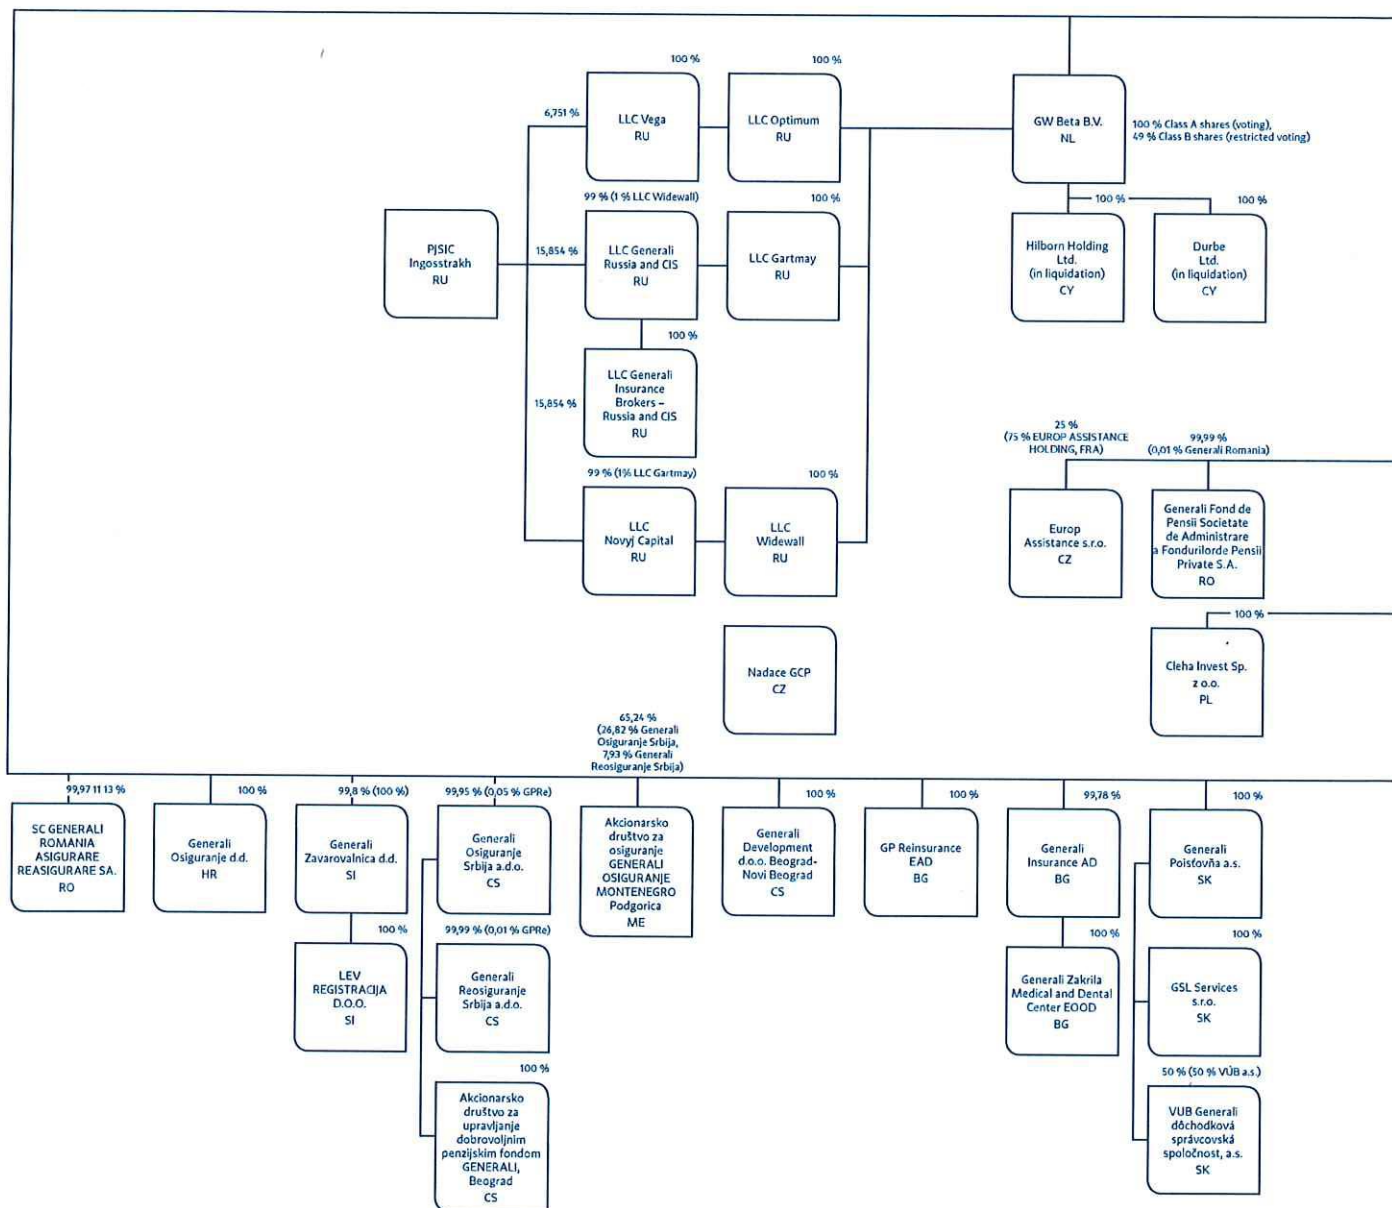 100 %
100 %
6,751 %
LLC Vega
RU
LLC Optimum
RU
GW Beta B.V.
NL
100 % Class A shares (voting),
49 % Class B shares (restricted voting)
99 % (1 % LLC Widewall)
100 %
100 %
100 %
PJSIC
Ingosstrakh
RU
15,854 %
LLC Generali
Russia and CIS
RU
LLC Gartmay
RU
Hilborn Holding
Ltd.
(in liquidation)
CY
Durbe
Ltd.
(in liquidation)
CY
100 %
15,854 %
LLC Generali
Insurance
Brokers –
Russia and CIS
RU
25 %
(75 % EUROP ASSISTANCE
HOLDING, FRA)
99,99 %
(0,01 % Generali Romania)
99 % (1% LLC Gartmay)
100 %
LLC
Novyj Capital
RU
LLC
Widewall
RU
Europ
Assistance s.r.o.
CZ
Generali Fond de
Pensii Societate
de Administrare
a Fondurilorde Pensii
Private S.A.
RO
100 %
Nadace GCP
CZ
Cleha Invest Sp.
z o.o.
PL
65,24 %
(26,82 % Generali
Osiguranje Srbija,
7,93 % Generali
Reosiguranje Srbija)
99,97 11 13 %
100 %
99,8 % (100 %)
99,95 % (0,05 % GPRe)
100 %
100 %
99,78 %
100 %
SC GENERALI
ROMANIA
ASIGURARE
REASIGURARE SA.
RO
Generali
Osiguranje d.d.
HR
Generali
Zavarovalnica d.d.
SI
Generali
Osiguranje
Srbija a.d.o.
CS
Akcionarsko
društvo za
osiguranje
GENERALI
OSIGURANJE
MONTENEGRO
Podgorica
ME
Generali
Development
d.o.o. Beograd-
Novi Beograd
CS
GP Reinsurance
EAD
BG
Generali
Insurance AD
BG
Generali
Poisťovňa a.s.
SK
100 %
99,99 % (0,01 % GPRe)
100 %
100 %
LEV
REGISTRACIJA
D.O.O.
SI
Generali
Reosiguranje
Srbija a.d.o.
CS
Generali Zakrila
Medical and Dental
Center EOOD
BG
GSL Services
s.r.o.
SK
100 %
50 % (50 % VÚB a.s.)
Akcionarsko
društvo za
upravljanje
dobrovoljnim
penzijskim fondom
GENERALI,
Beograd
CS
VUB Generali
dôchodková
správcovská
spoločnost, a.s.
SK